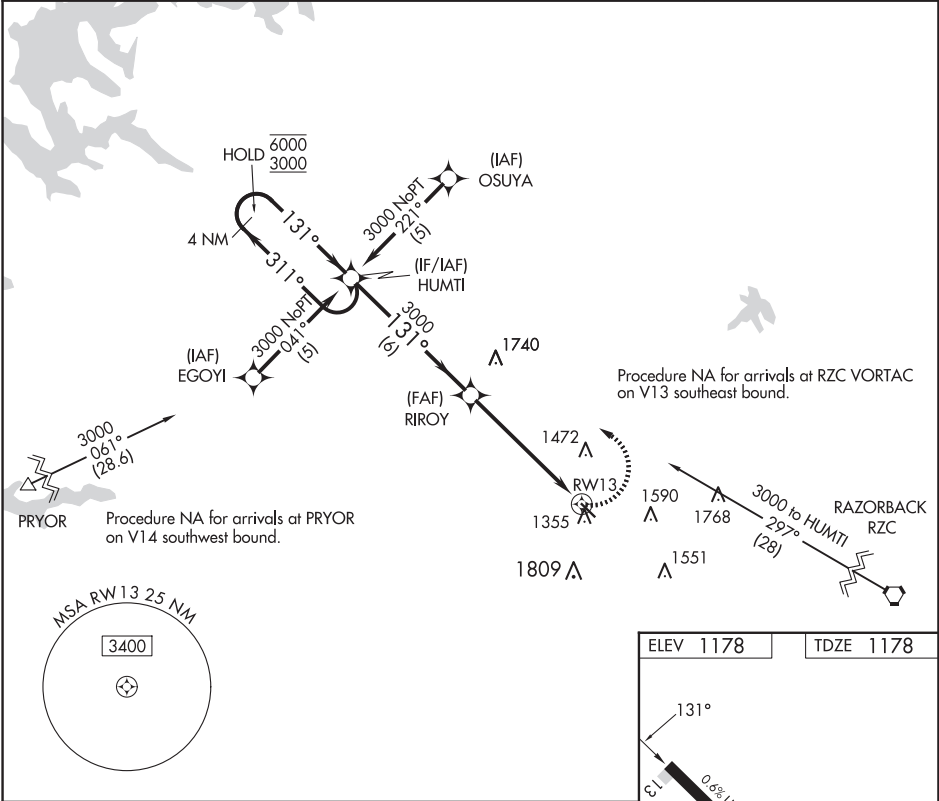 HOLD 6000
3000
(IAF)
OSUYA
4 NM
131°
311°
3000 NoPT
221°
(5)
(IF/IAF)
HUMTI
3000 NoPT
041°
(5)
(IAF)
EGOYI
3000
131°
(6)
1740
(FAF)
RIROY
Procedure NA for arrivals at RZC VORTAC
on V13 southeast bound.
3000
061°
(28.6)
PRYOR
Procedure NA for arrivals at PRYOR
on V14 southwest bound.
1472
RW13
1355
1590
1768
3000 to HUMTI
297°
(28)
RAZORBACK
RZC
1809
1551
MSA RW13 25 NM
3400
ELEV 1178
TDZE 1178
131°
13
0.6%